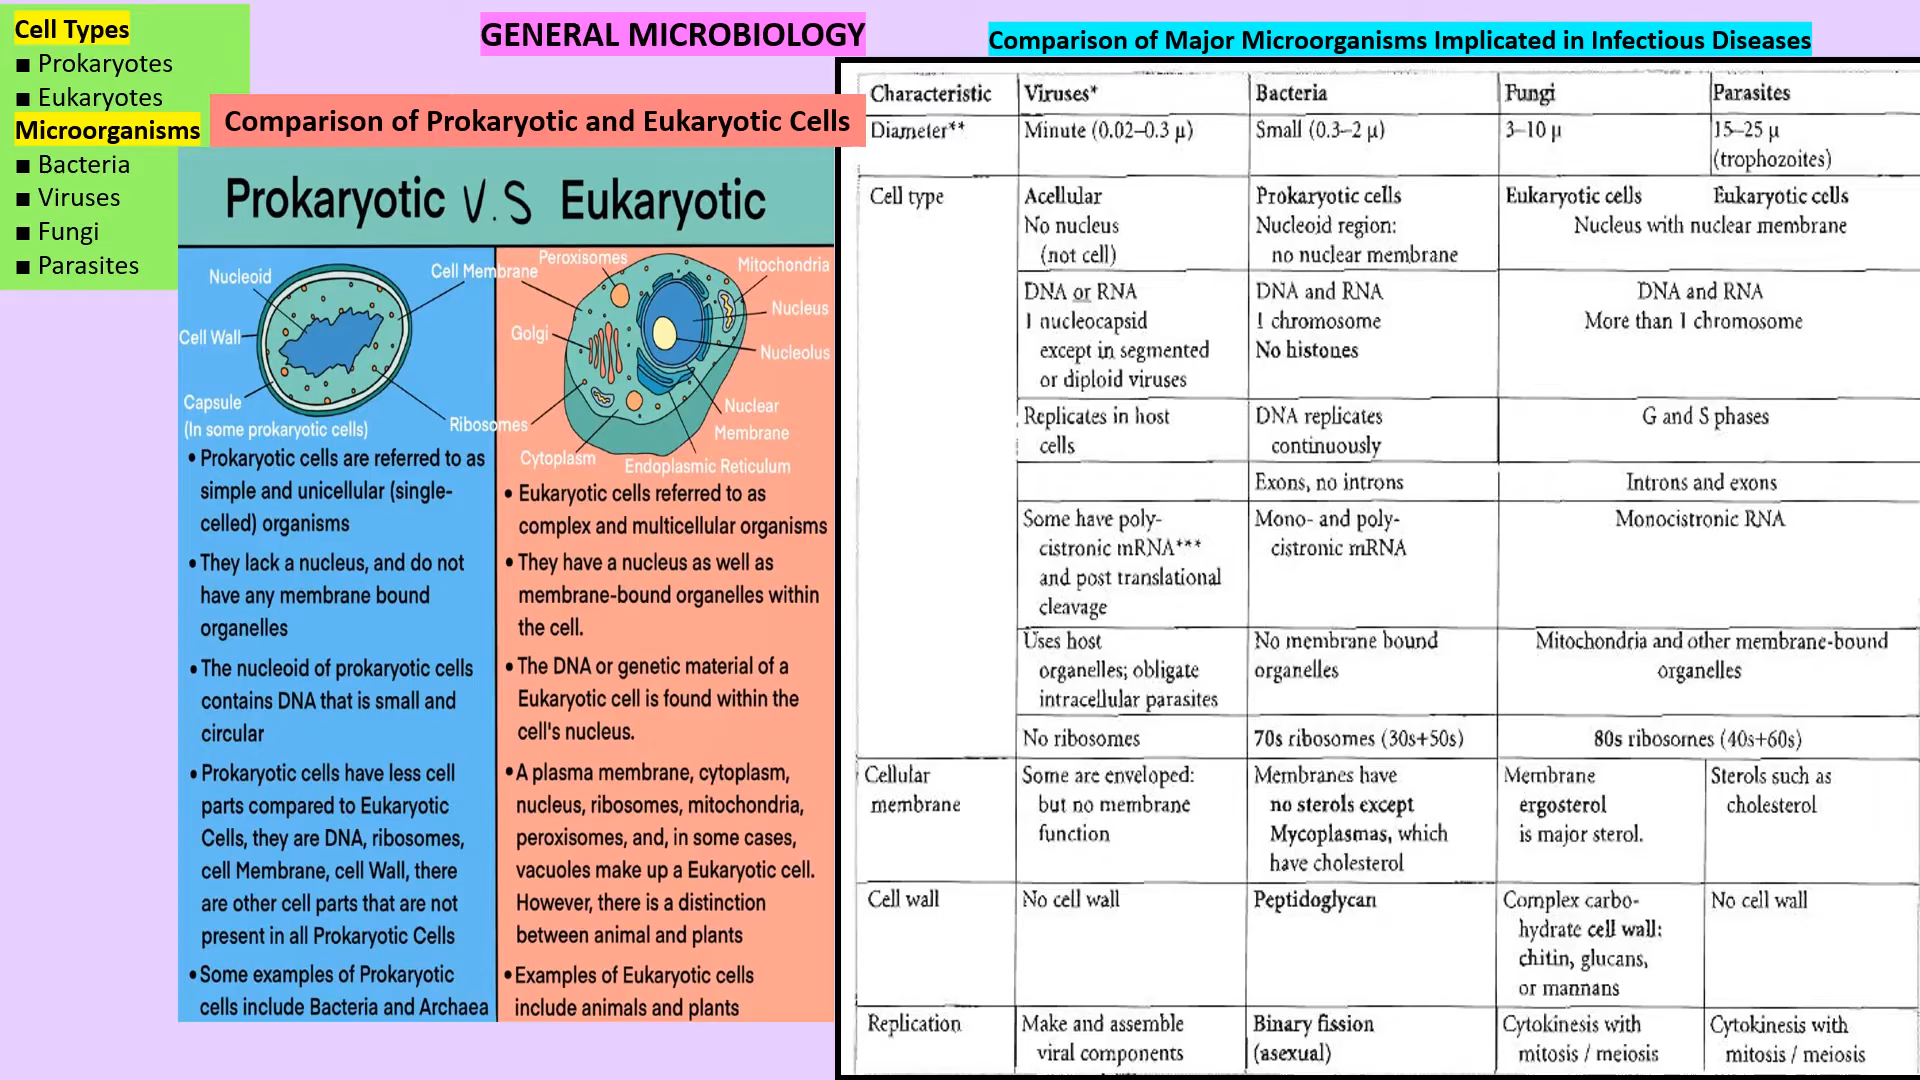 Cell Types
■ Prokaryotes
■ Eukaryotes
Microorganisms
■ Bacteria
■ Viruses
■ Fungi
■ Parasites
GENERAL MICROBIOLOGY
Comparison of Prokaryotic and Eukaryotic Cells
Prokaryotic V.S Eukaryotic
Nucleoid
Cell Membrane
Cell Wall
Capsule
(In some prokaryotic cells)
Ribosomes
Peroxisomes
Mitochondria
Nucleus
Golgi
Nucleolus
Nuclear
Membrane
Cytoplasm
Endoplasmic Reticulum
• Prokaryotic cells are referred to as
simple and unicellular (single-
celled) organisms
• They lack a nucleus, and do not
have any membrane bound
organelles
• The nucleoid of prokaryotic cells
contains DNA that is small and
circular
• Prokaryotic cells have less cell
parts compared to Eukaryotic
Cells, they are DNA, ribosomes,
cell Membrane, cell Wall, there
are other cell parts that are not
present in all Prokaryotic Cells
• Some examples of Prokaryotic
cells include Bacteria and Archaea
• Eukaryotic cells referred to as
complex and multicellular organisms
• They have a nucleus as well as
membrane-bound organelles within
the cell.
• The DNA or genetic material of a
Eukaryotic cell is found within the
cell's nucleus.
• A plasma membrane, cytoplasm,
nucleus, ribosomes, mitochondria,
peroxisomes, and, in some cases,
vacuoles make up a Eukaryotic cell.
However, there is a distinction
between animal and plants
• Examples of Eukaryotic cells
include animals and plants
Comparison of Major Microorganisms Implicated in Infectious Diseases
Characteristic Viruses* Bacteria Fungi Parasites
Diameter** Minute (0.02–0.3 µ) Small (0.3–2 µ) 3–10 µ 15–25 µ
(trophozoites)
Cell type Acellular Prokaryotic cells Eukaryotic cells Eukaryotic cells
No nucleus Nucleoid region: Nucleus with nuclear membrane
(not cell) no nuclear membrane
DNA or RNA DNA and RNA DNA and RNA
1 nucleocapsid 1 chromosome More than 1 chromosome
except in segmented No histones
or diploid viruses
Replicates in host DNA replicates G and S phases
cells continuously
Exons, no introns Introns and exons
Some have poly- Mono- and poly- Monocistronic RNA
cistronic mRNA*** cistronic mRNA
and post translational
cleavage
Uses host No membrane bound Mitochondria and other membrane-bound
organelles; obligate organelles organelles
intracellular parasites
No ribosomes 70s ribosomes (30s+50s) 80s ribosomes (40s+60s)
Cellular Some are enveloped: Membranes have Membrane Sterols such as
membrane but no membrane no sterols except ergosterol cholesterol
function Mycoplasmas, which is major sterol.
have cholesterol
Cell wall No cell wall Peptidoglycan Complex carbo- No cell wall
hydrate cell wall:
chitin, glucans,
or mannans
Replication Make and assemble Binary fission Cytokinesis with Cytokinesis with
viral components (asexual) mitosis / meiosis mitosis / meiosis